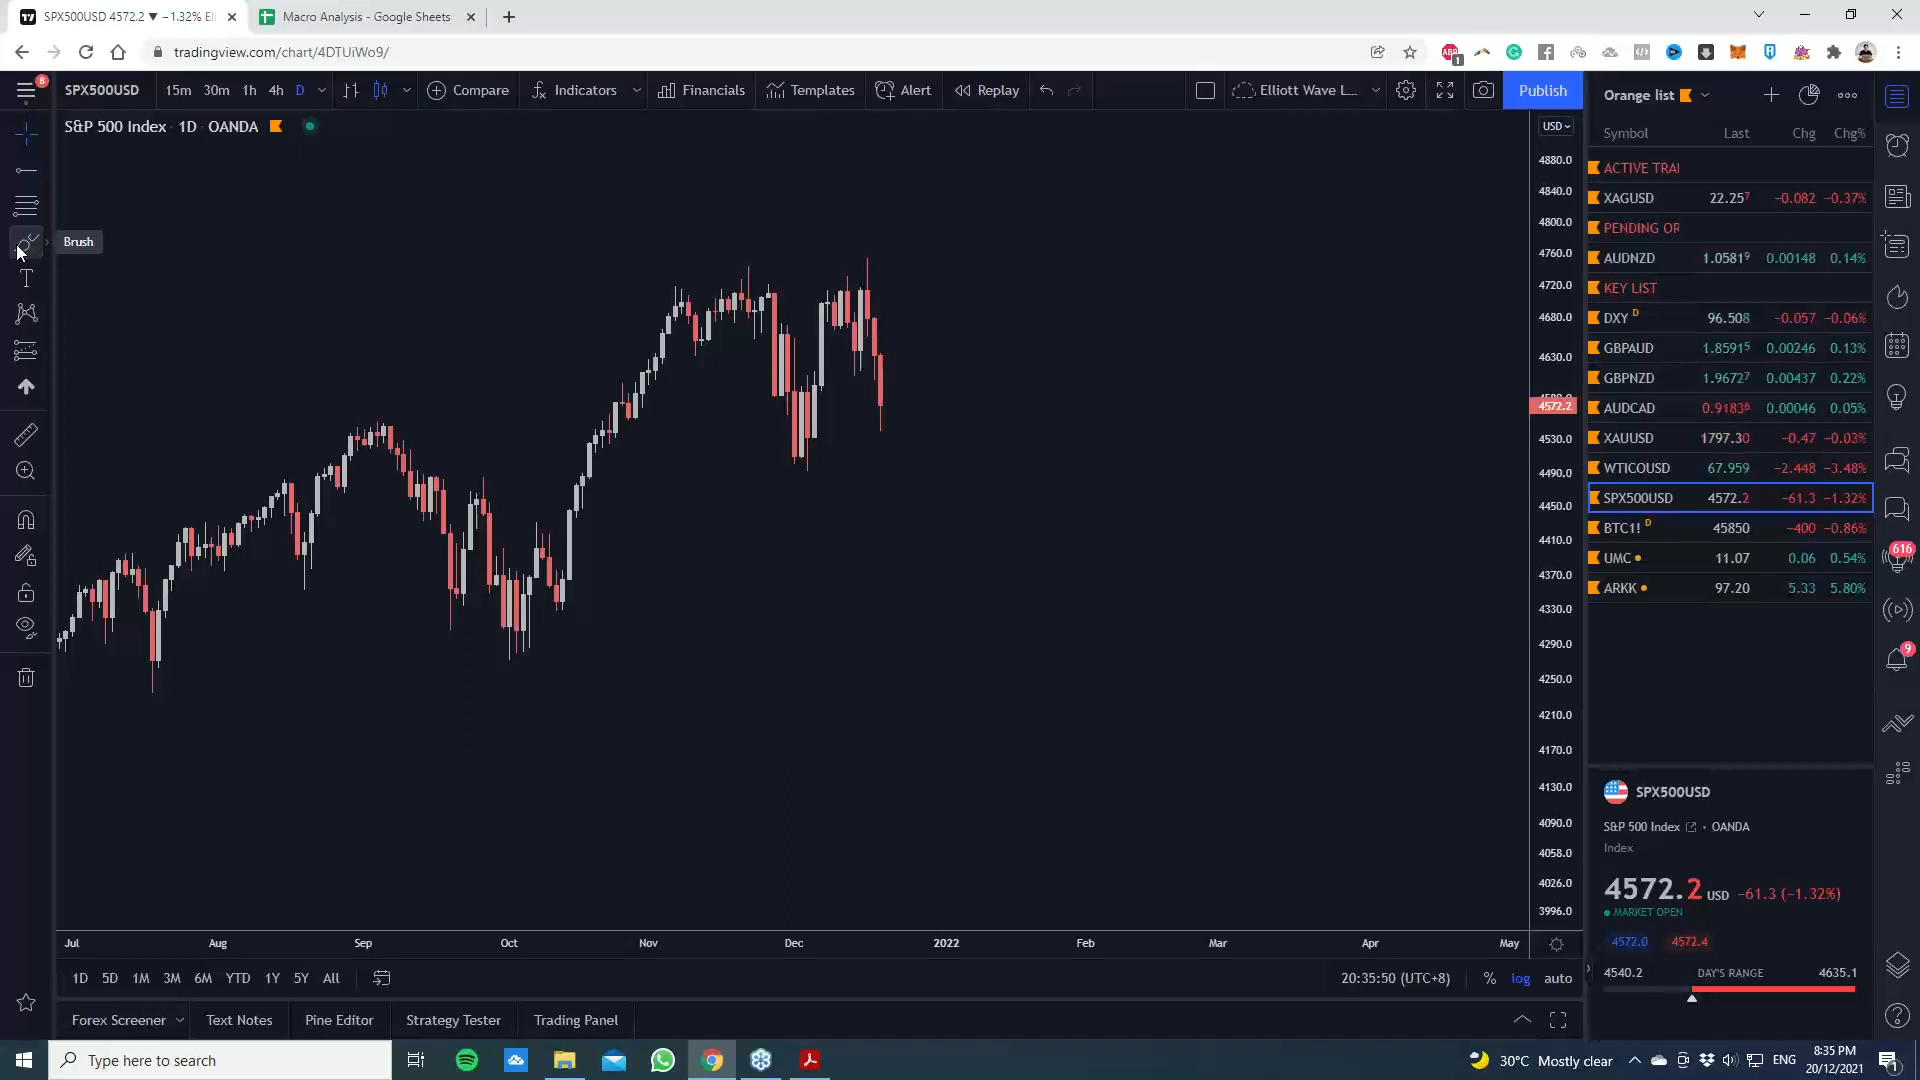 SPX500USD 4572.2 ▼ −1.32% El
Macro Analysis - Google Sheets
tradingview.com/chart/4DTUiWo9/
1
8
SPX500USD 15m 30m 1h 4h D Compare Indicators Financials Templates Alert Replay Elliott Wave L... Publish
S&P 500 Index · 1D · OANDA
Brush
USD
4880.0
4840.0
4800.0
4760.0
4720.0
4680.0
4630.0
4572.2
4530.0
4490.0
4450.0
4410.0
4370.0
4330.0
4290.0
4250.0
4210.0
4170.0
4130.0
4090.0
4058.0
4026.0
3996.0
Jul Aug Sep Oct Nov Dec 2022 Feb Mar Apr May
1D 5D 1M 3M 6M YTD 1Y 5Y All
20:35:50 (UTC+8) % log auto
Forex Screener Text Notes Pine Editor Strategy Tester Trading Panel
Orange list
Symbol Last Chg Chg%
ACTIVE TRAI
XAGUSD 22.257 −0.082 −0.37%
PENDING OR
AUDNZD 1.05819 0.00148 0.14%
KEY LIST
DXY D 96.508 −0.057 −0.06%
GBPAUD 1.85915 0.00246 0.13%
GBPNZD 1.96727 0.00437 0.22%
AUDCAD 0.91836 0.00046 0.05%
XAUUSD 1797.30 −0.47 −0.03%
WTICOUSD 67.959 −2.448 −3.48%
SPX500USD 4572.2 −61.3 −1.32%
BTC1! D 45850 −400 −0.86%
UMC 11.07 0.06 0.54%
ARKK 97.20 5.33 5.80%
616
9
SPX500USD
S&P 500 Index · OANDA
Index
4572.2 USD −61.3 (−1.32%)
MARKET OPEN
4572.0 4572.4
4540.2 DAY'S RANGE 4635.1
Type here to search
30°C Mostly clear
ENG
8:35 PM
20/12/2021
1